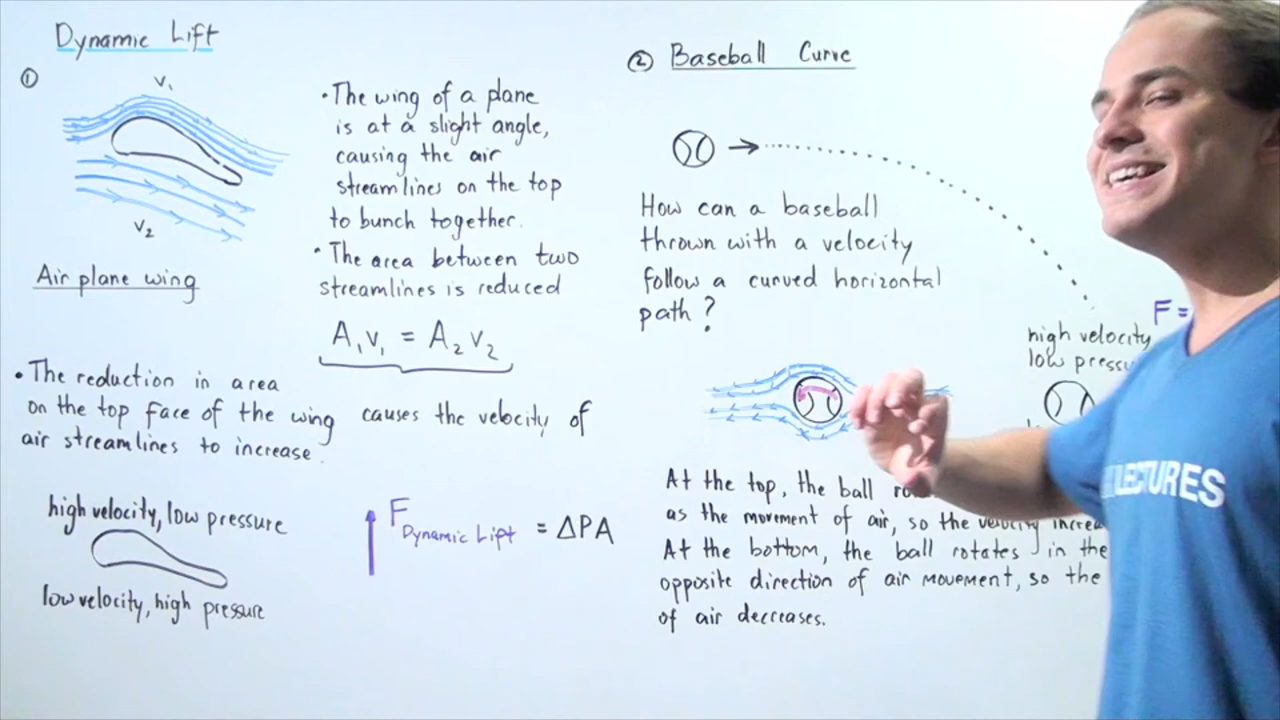 Dynamic Lift
①
V₁
V₂
Airplane wing
• The wing of a plane
is at a slight angle,
causing the air
streamlines on the top
to bunch together.
• The area between two
streamlines is reduced
A₁v₁ = A₂v₂
• The reduction in area
on the top face of the wing causes the velocity of
air streamlines to increase.
high velocity, low pressure
low velocity, high pressure
F Dynamic Lift = ΔPA
② Baseball Curve
How can a baseball
thrown with a velocity
follow a curved horizontal
path?
F =
high velocity
low
At the top, the ball
as the movement of air, so the velocity
At the bottom, the ball rotates in the
opposite direction of air movement, so the
of air decreases.
LECTURES